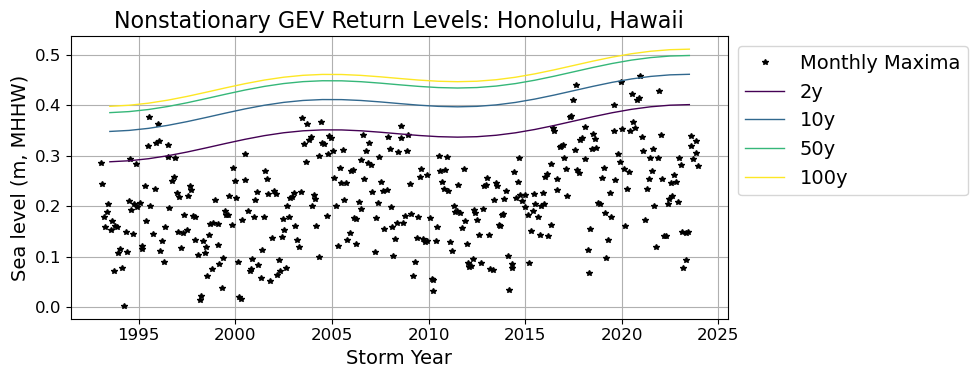 Nonstationary GEV Return Levels: Honolulu, Hawaii
Sea level (m, MHHW)
0.5
0.4
0.3
0.2
0.1
0.0
1995 2000 2005 2010 2015 2020 2025
Storm Year
Monthly Maxima
2y
10y
50y
100y